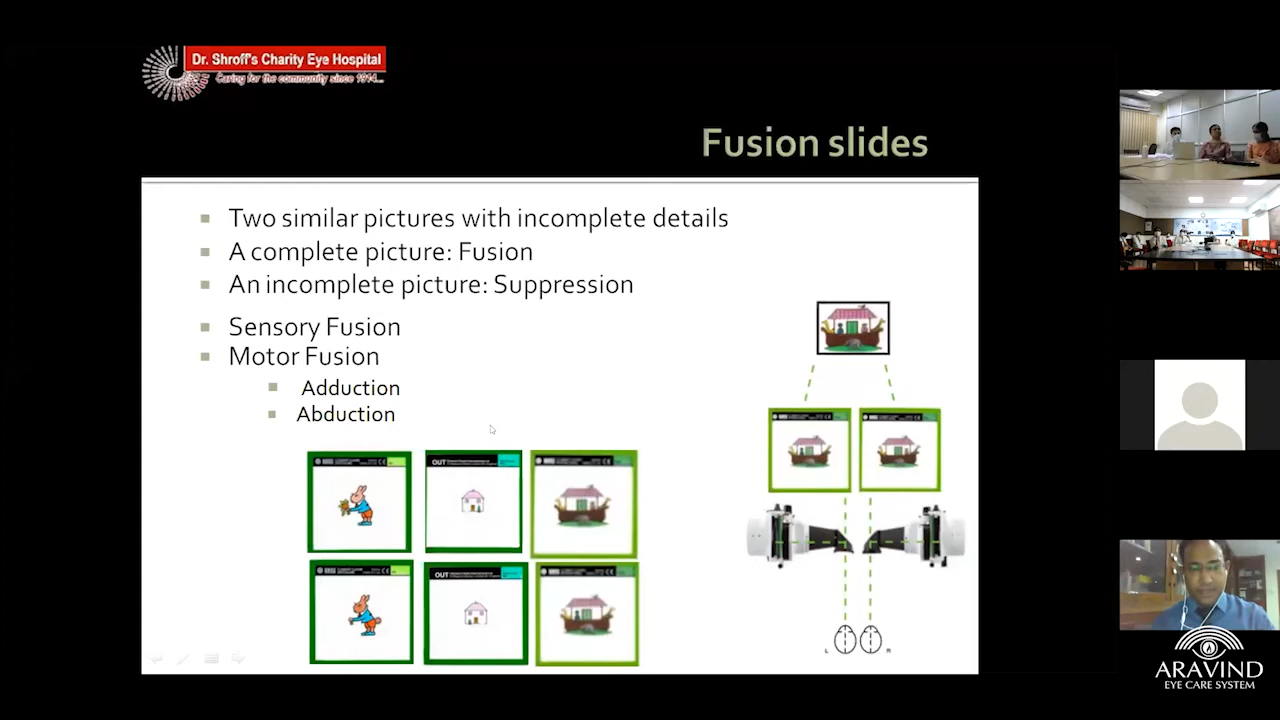 Dr. Shroff's Charity Eye Hospital
Caring for the community since 1914...
Fusion slides
Two similar pictures with incomplete details
A complete picture: Fusion
An incomplete picture: Suppression
Sensory Fusion
Motor Fusion
Adduction
Abduction
OUT
OUT
L
R
ARAVIND
EYE CARE SYSTEM